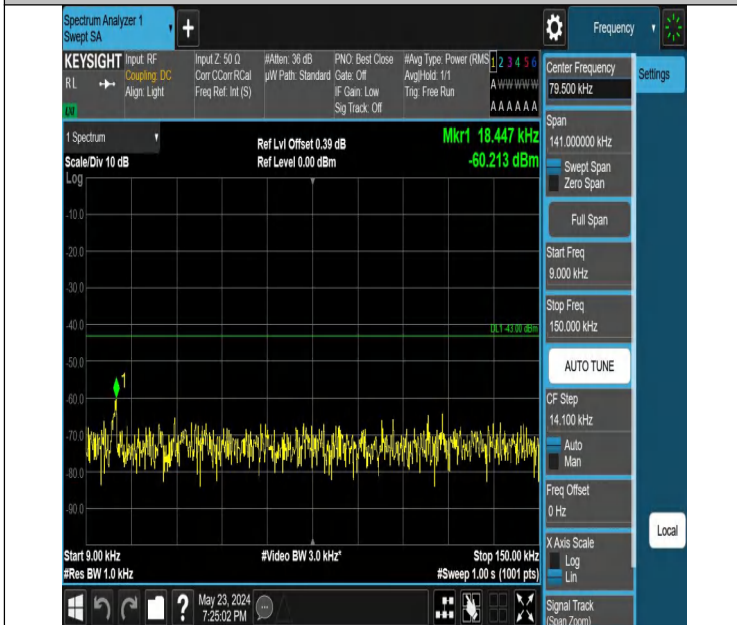 Spectrum Analyzer 1
Swept SA
+
Frequency
KEYSIGHT
RL
Input: RF
Coupling: DC
Align: Light
Input Z: 50 Ω
Corr CCorr RCal
Freq Ref: Int (S)
#Atten: 36 dB
µW Path: Standard
PNO: Best Close
Gate: Off
IF Gain: Low
Sig Track: Off
#Avg Type: Power (RMS
Avg|Hold: 1/1
Trig: Free Run
1 2 3 4 5 6
A W W W W W
A A A A A A
1 Spectrum
Scale/Div 10 dB
Log
Ref Lvl Offset 0.39 dB
Ref Level 0.00 dBm
Mkr1 18.447 kHz
-60.213 dBm
-10.0
-20.0
-30.0
-40.0
DL1 -43.00 dBm
1
-60.0
-70.0
-80.0
-90.0
Start 9.00 kHz
#Res BW 1.0 kHz
#Video BW 3.0 kHz*
Stop 150.00 kHz
#Sweep 1.00 s (1001 pts)
?
May 23, 2024
7:25:02 PM
Center Frequency
79.500 kHz
Span
141.000000 kHz
Swept Span
Zero Span
Full Span
Start Freq
9.000 kHz
Stop Freq
150.000 kHz
AUTO TUNE
CF Step
14.100 kHz
Auto
Man
Freq Offset
0 Hz
X Axis Scale
Log
Lin
Signal Track
(Span Zoom)
Settings
Local